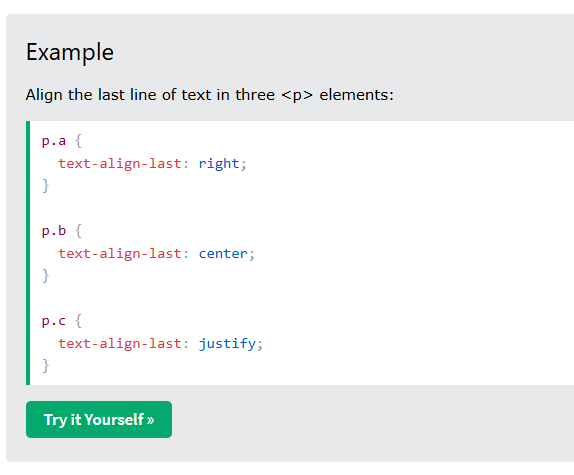 Example
Align the last line of text in three <p> elements:
p.a {
  text-align-last: right;
}

p.b {
  text-align-last: center;
}

p.c {
  text-align-last: justify;
}
Try it Yourself »